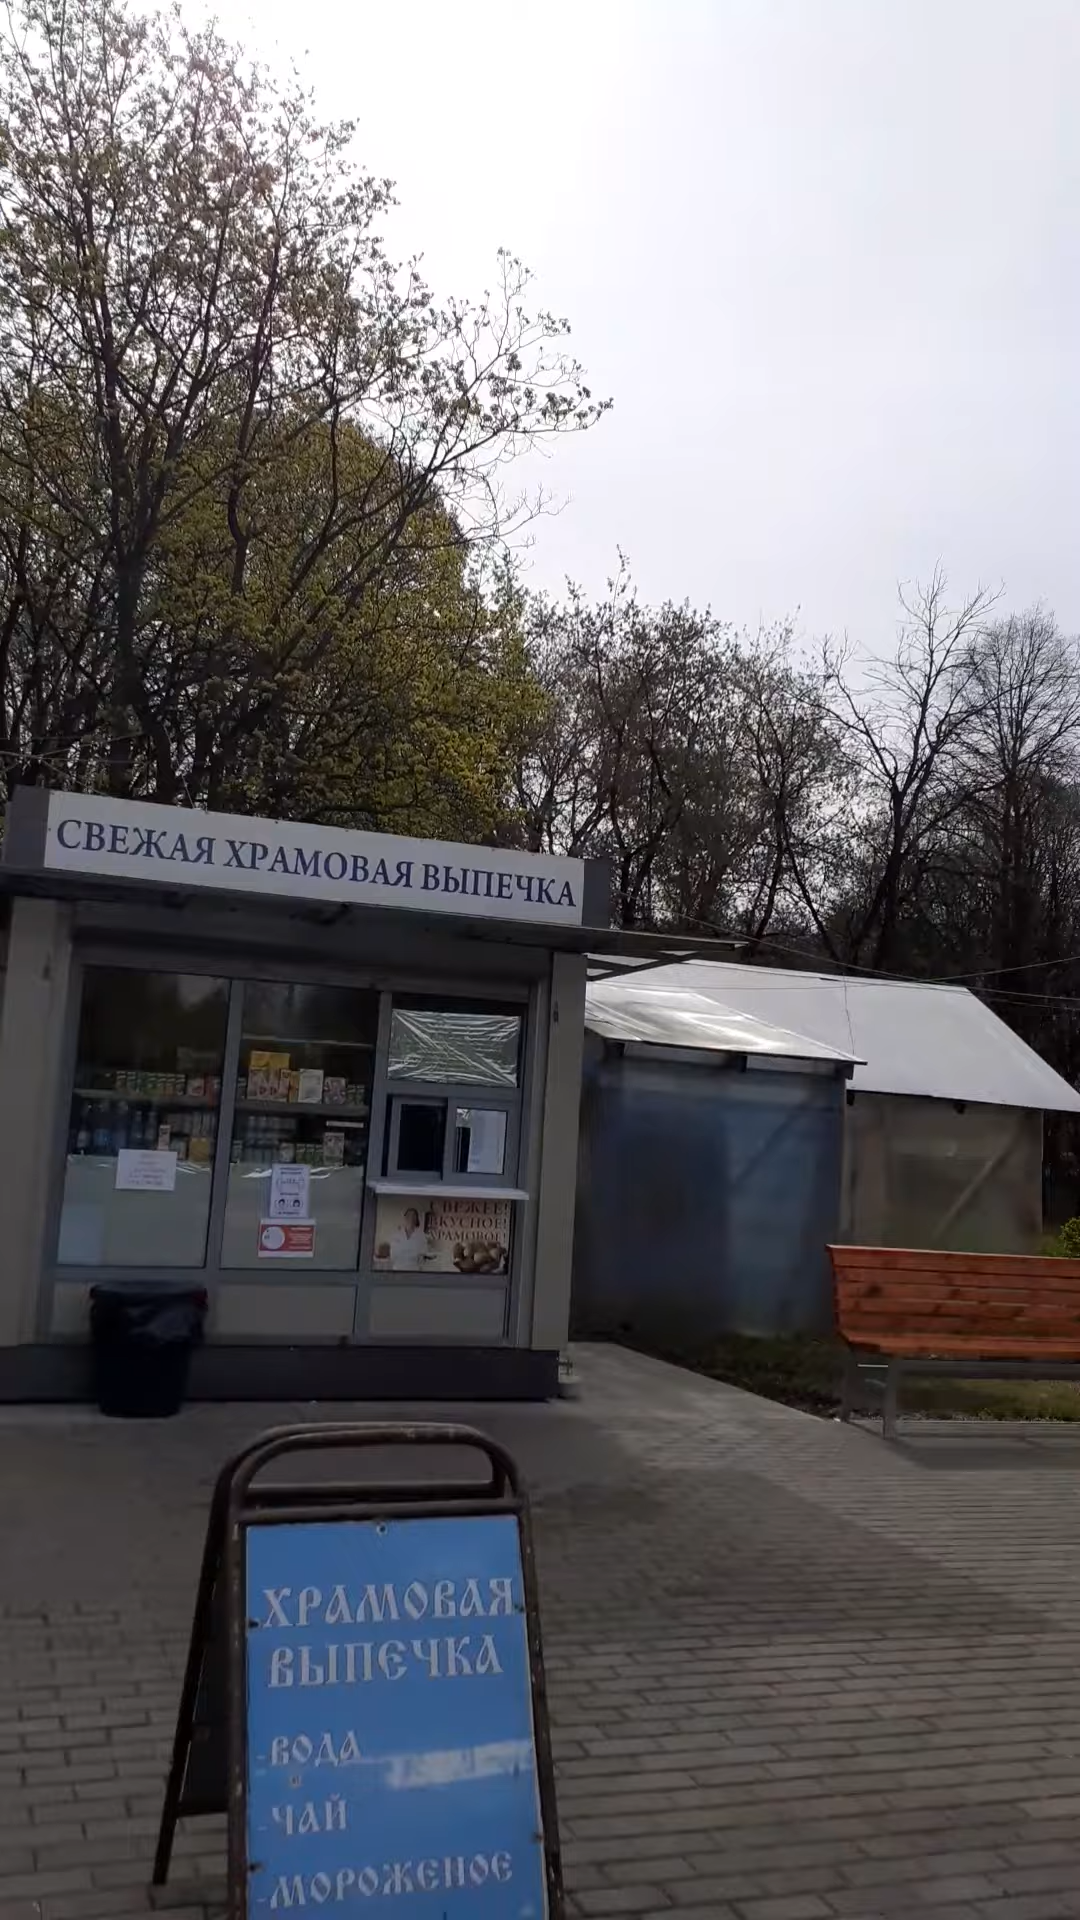 СВЕЖАЯ ХРАМОВАЯ ВЫПЕЧКА
СВЕЖЕЕ!
ВКУСНОЕ!
ХРАМОВОЕ!
ХРАМОВАЯ
ВЫПЕЧКА
-ВОДА
-ЧАЙ
-МОРОЖЕНОЕ